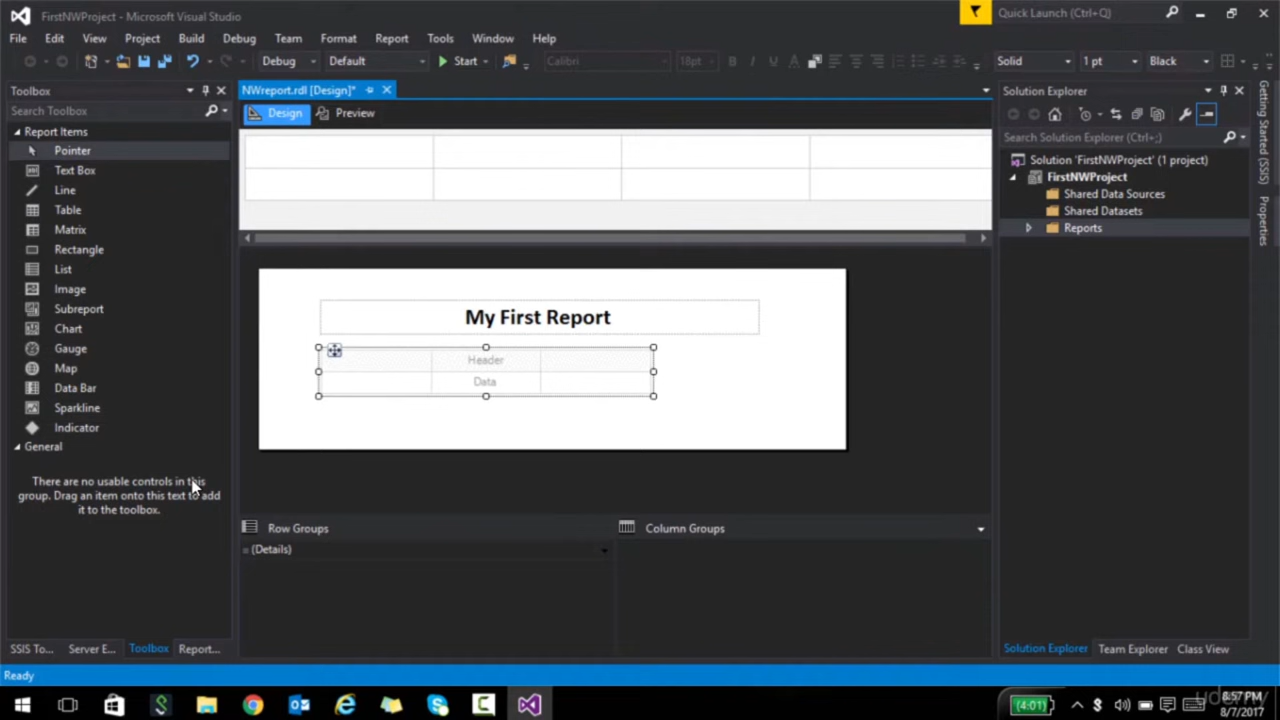 FirstNWProject - Microsoft Visual Studio
Quick Launch (Ctrl+Q)
File Edit View Project Build Debug Team Format Report Tools Window Help
Debug Default Start Calibri 18pt B I U A Solid 1 pt Black
Toolbox
Search Toolbox
Report Items
Pointer
Text Box
Line
Table
Matrix
Rectangle
List
Image
Subreport
Chart
Gauge
Map
Data Bar
Sparkline
Indicator
General
There are no usable controls in this
group. Drag an item onto this text to add
it to the toolbox.
SSIS To... Server E... Toolbox Report...
NWreport.rdl [Design]*
Design Preview
My First Report
Header
Data
Row Groups
Column Groups
(Details)
Solution Explorer
Search Solution Explorer (Ctrl+;)
Solution 'FirstNWProject' (1 project)
FirstNWProject
Shared Data Sources
Shared Datasets
Reports
Solution Explorer Team Explorer Class View
Getting Started (SSIS)
Properties
Ready
(4:01)
8:57 PM
8/7/2017
udemy